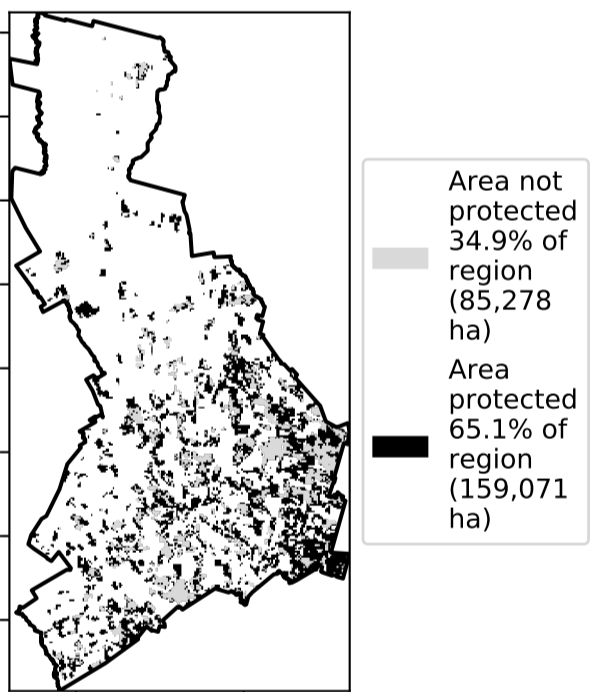 Area not
protected
34.9% of
region
(85,278
ha)
Area
protected
65.1% of
region
(159,071
ha)